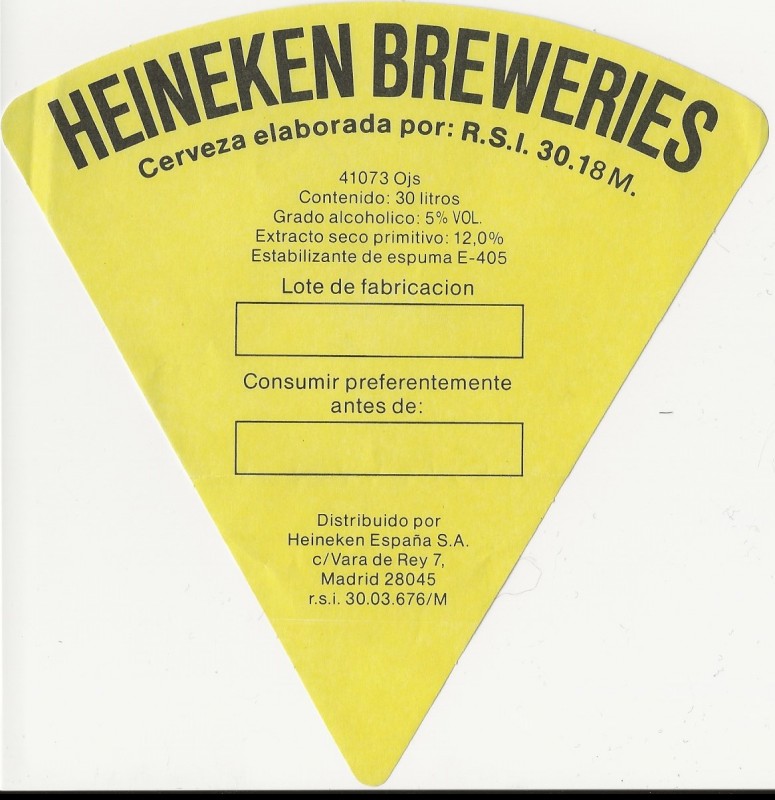 HEINEKEN BREWERIES
Cerveza elaborada por: R.S.I. 30.18 M.
41073 Ojs
Contenido: 30 litros
Grado alcoholico: 5% VOL.
Extracto seco primitivo: 12,0%
Estabilizante de espuma E-405
Lote de fabricacion
Consumir preferentemente
antes de:
Distribuido por
Heineken España S.A.
c/Vara de Rey 7,
Madrid 28045
r.s.i. 30.03.676/M